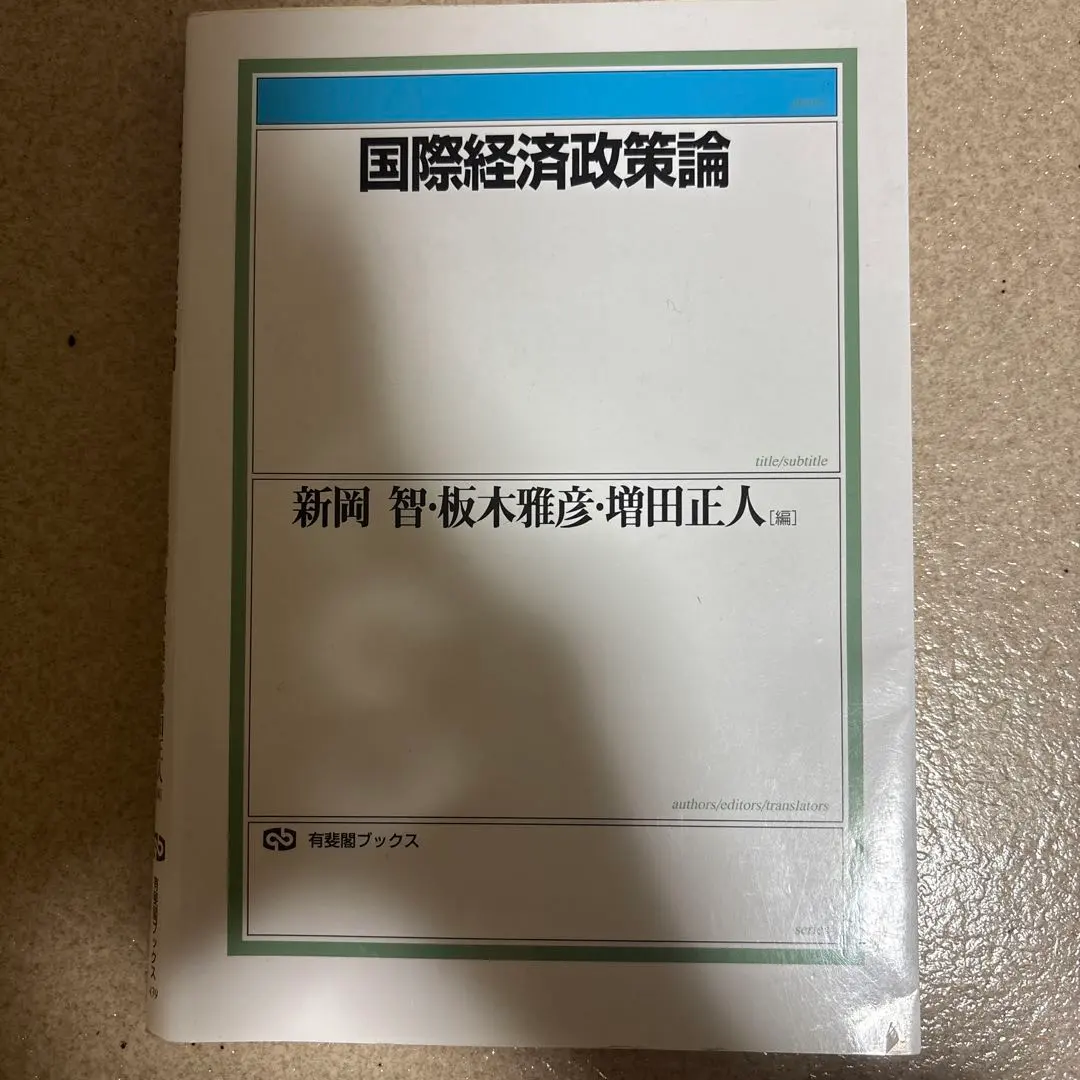 国際経済政策論
title/subtitle
新岡 智・板木雅彦・増田正人[編]
authors/editors/translators
有斐閣ブックス
series